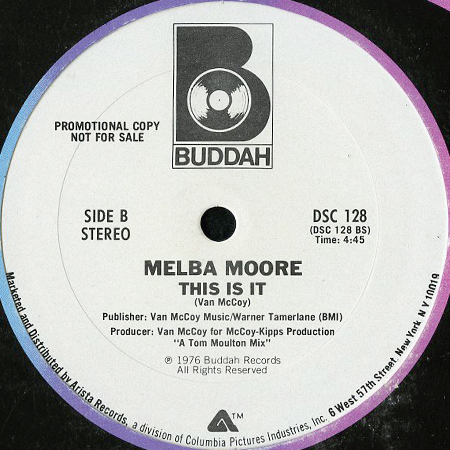 BUDDAH
PROMOTIONAL COPY
NOT FOR SALE
SIDE B
STEREO
DSC 128
(DSC 128 BS)
Time: 4:45
MELBA MOORE
THIS IS IT
(Van McCoy)
Publisher: Van McCoy Music/Warner Tamerlane (BMI)
Producer: Van McCoy for McCoy-Kipps Production
"A Tom Moulton Mix"
℗ 1976 Buddah Records
All Rights Reserved
A™
Marketed and Distributed by Arista Records, a division of Columbia Pictures Industries, Inc. 6 West 57th Street, New York, N Y 10019